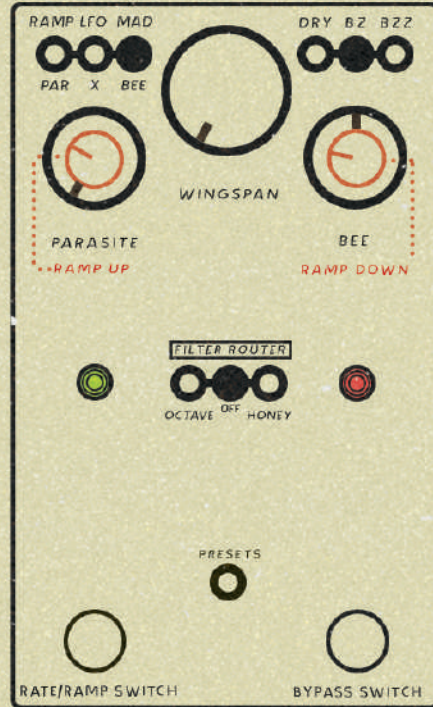 RAMP LFO MAD
DRY BZ BZZ
PAR X BEE
WINGSPAN
PARASITE
BEE
RAMP UP
RAMP DOWN
FILTER ROUTER
OCTAVE OFF HONEY
PRESETS
RATE/RAMP SWITCH
BYPASS SWITCH